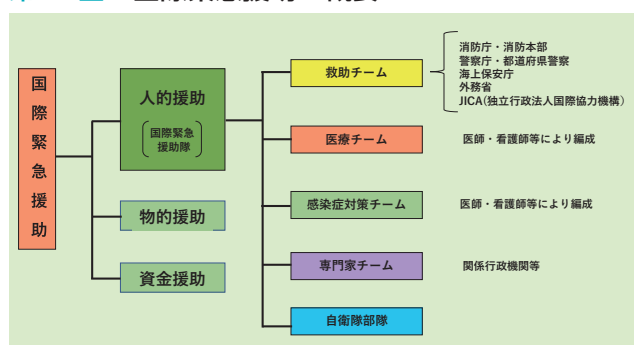 国際緊急援助
人的援助
国際緊急
援助隊
物的援助
資金援助
救助チーム
消防庁・消防本部
警察庁・都道府県警察
海上保安庁
外務省
JICA(独立行政法人国際協力機構)
医療チーム
医師・看護師等により編成
感染症対策チーム
医師・看護師等により編成
専門家チーム
関係行政機関等
自衛隊部隊